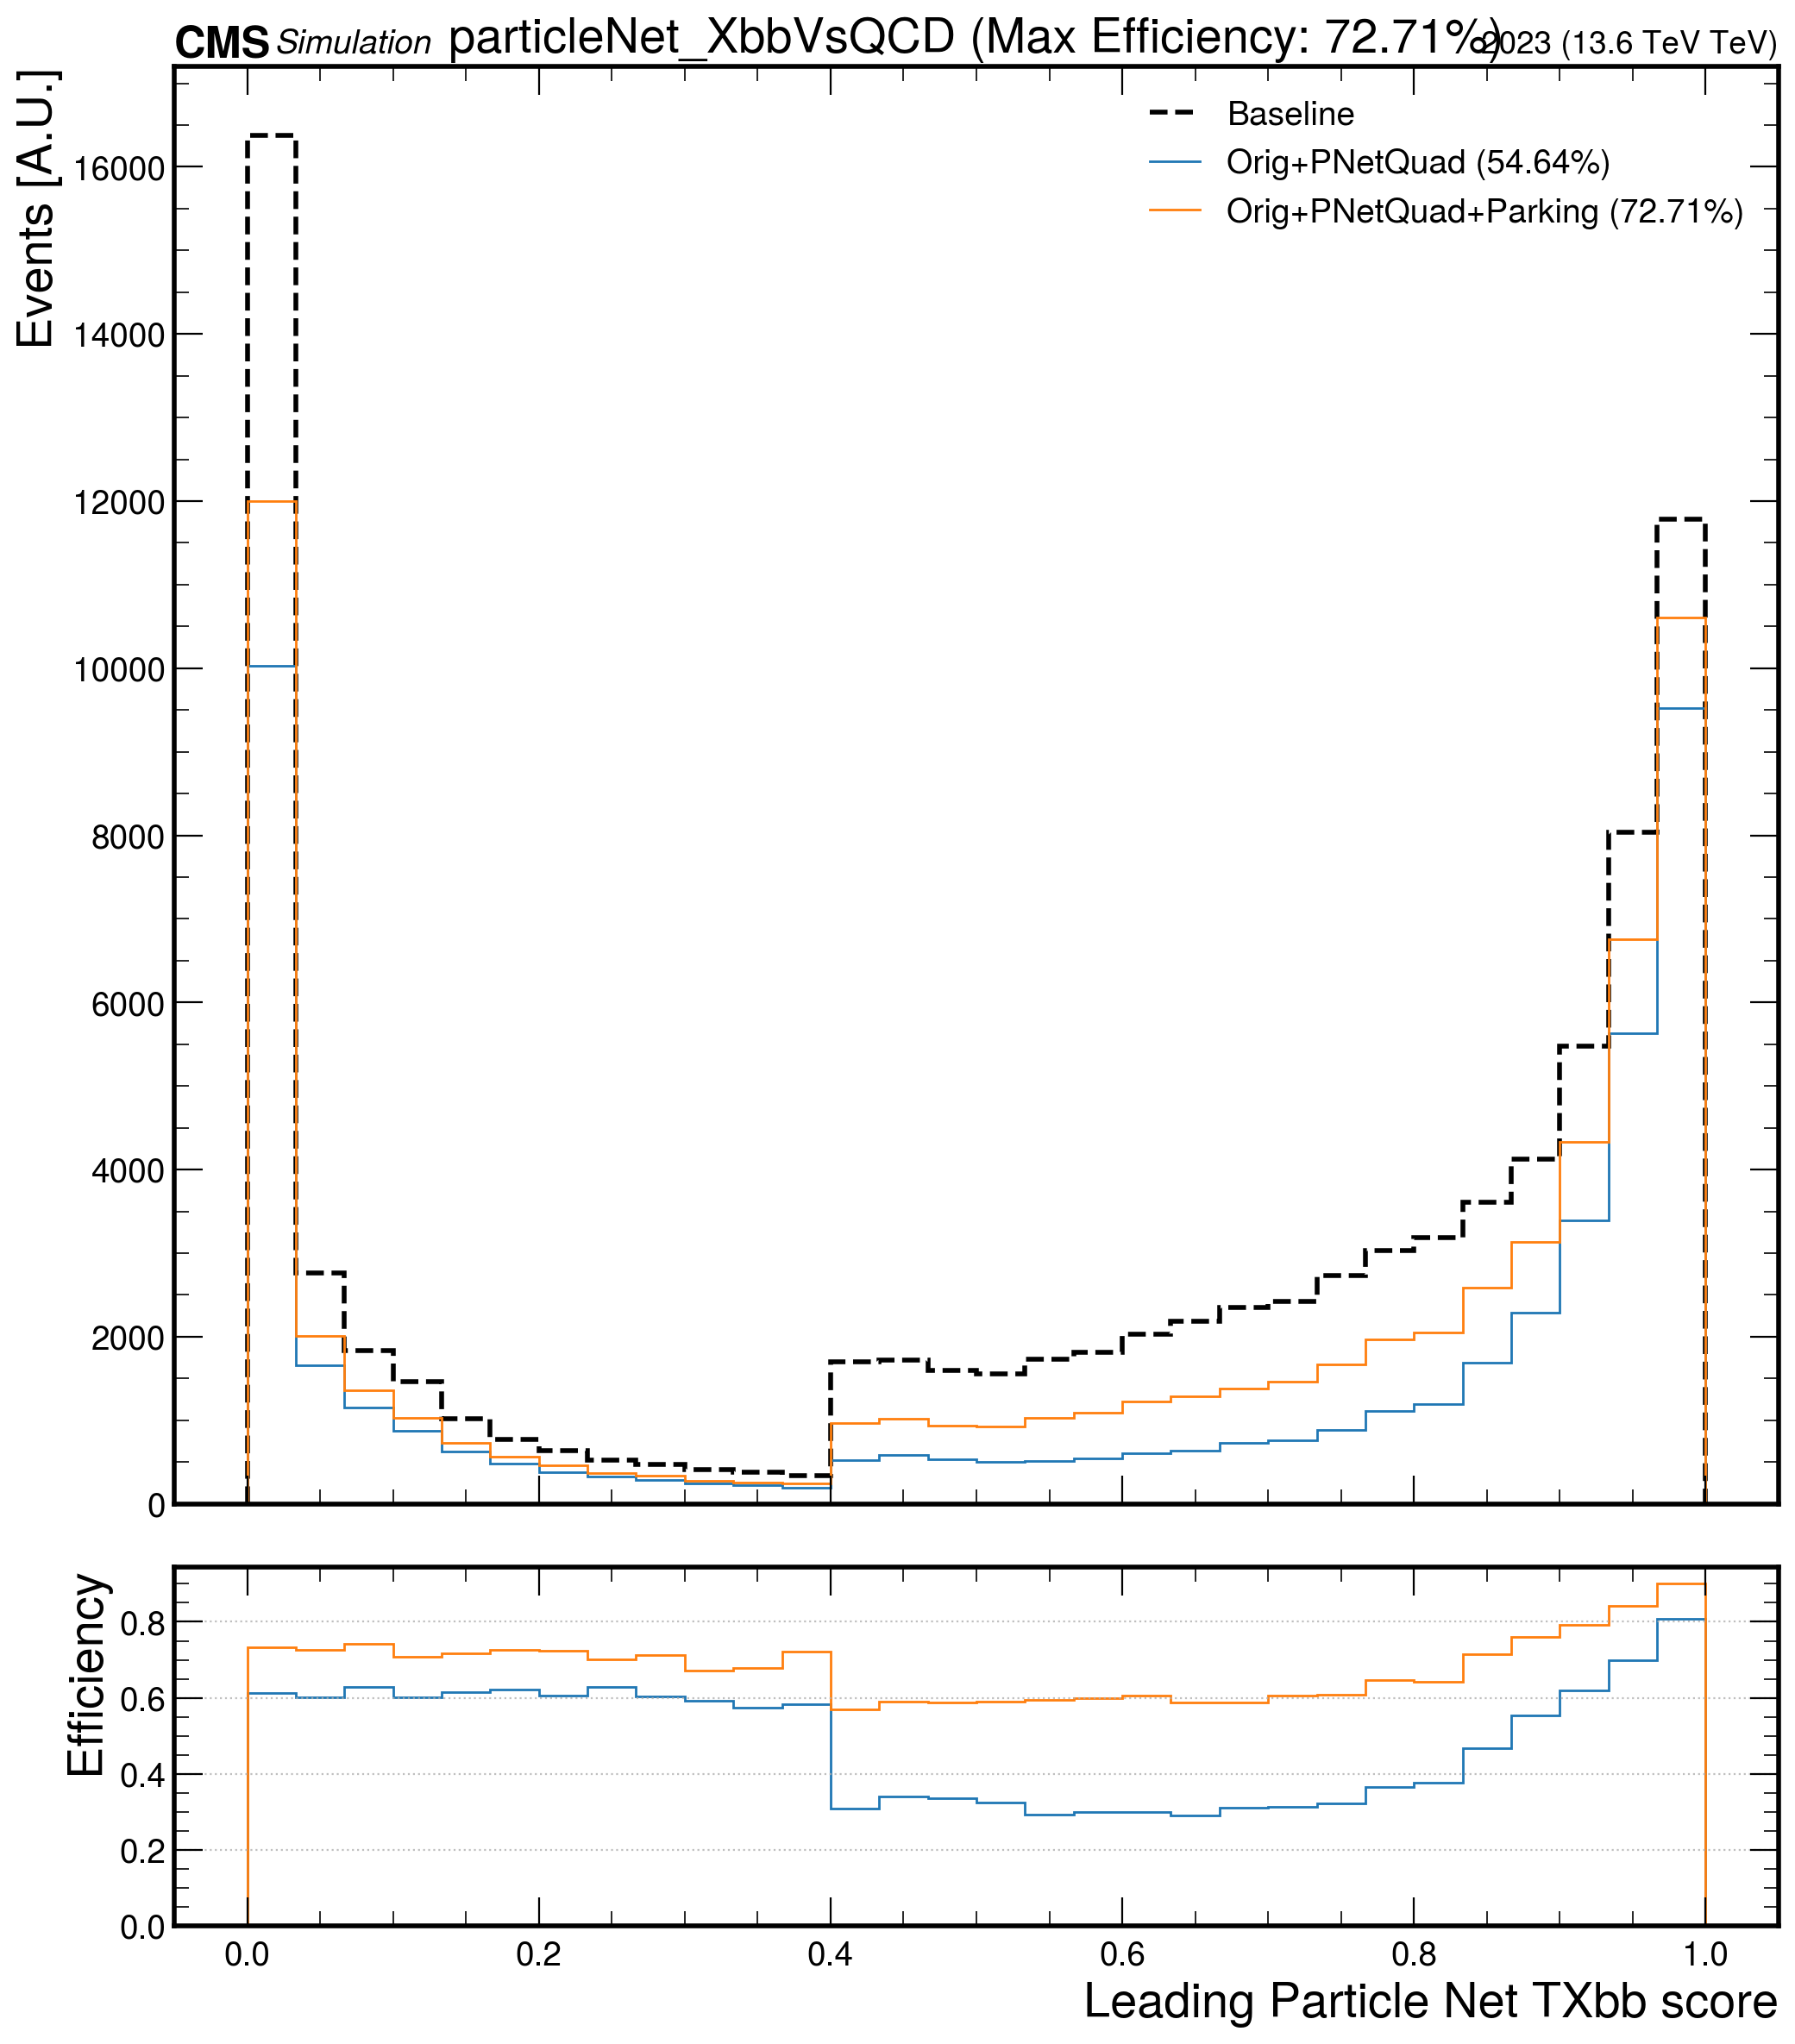 CMS Simulation particleNet_XbbVsQCD (Max Efficiency: 72.71%) 2023 (13.6 TeV TeV)
Events [A.U.]
Baseline
Orig+PNetQuad (54.64%)
Orig+PNetQuad+Parking (72.71%)
16000
14000
12000
10000
8000
6000
4000
2000
0
Efficiency
0.8
0.6
0.4
0.2
0.0
0.0 0.2 0.4 0.6 0.8 1.0
Leading Particle Net TXbb score